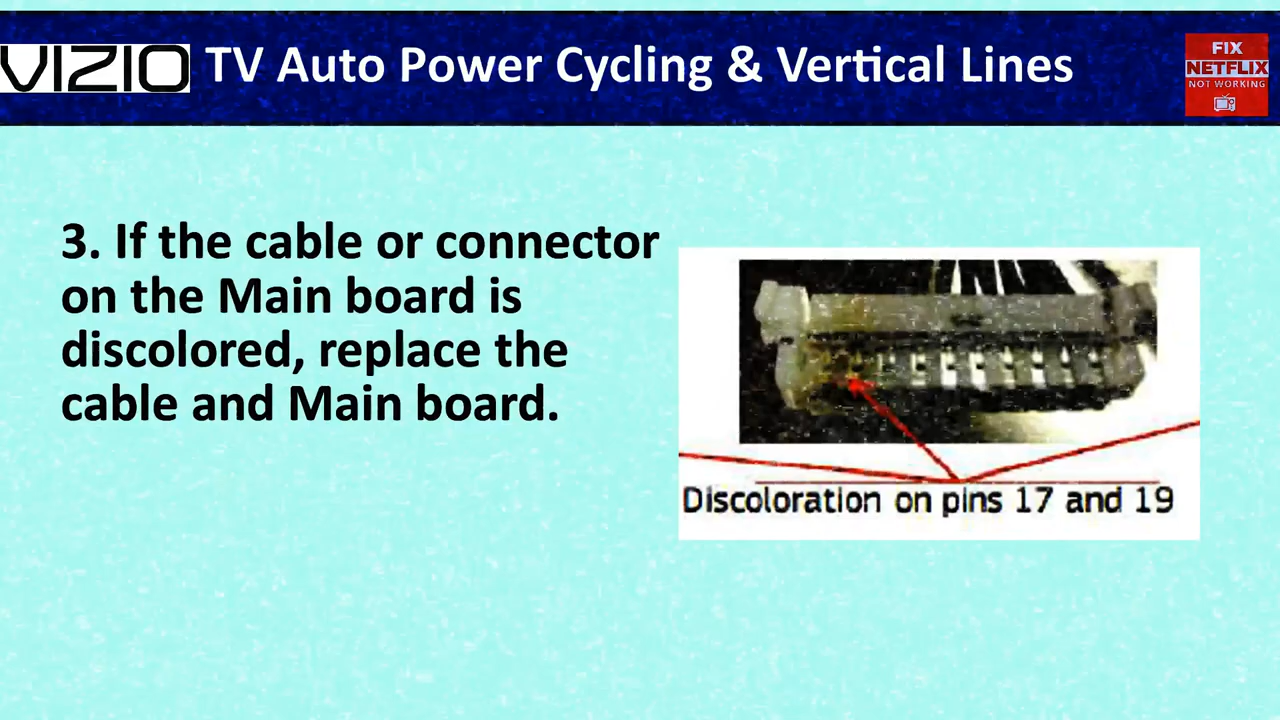 VIZIO TV Auto Power Cycling & Vertical Lines
FIX
NETFLIX
NOT WORKING
3. If the cable or connector
on the Main board is
discolored, replace the
cable and Main board.
Discoloration on pins 17 and 19